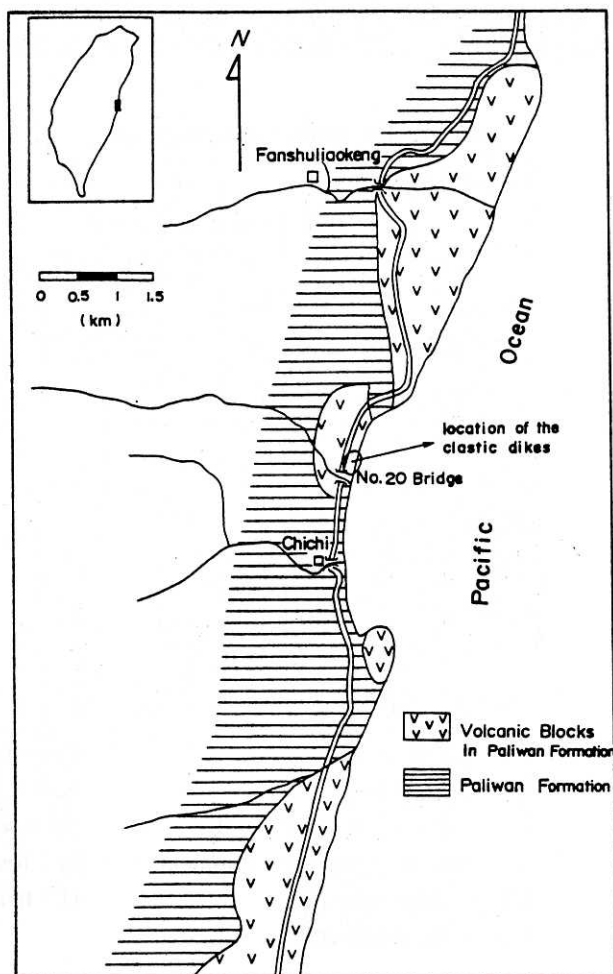 N
Fanshuliaokeng
0 0.5 1 1.5
(km)
Ocean
location of the
clastic dikes
No. 20 Bridge
Chichi
Pacific
Volcanic Blocks
In Paliwan Formation
Paliwan Formation